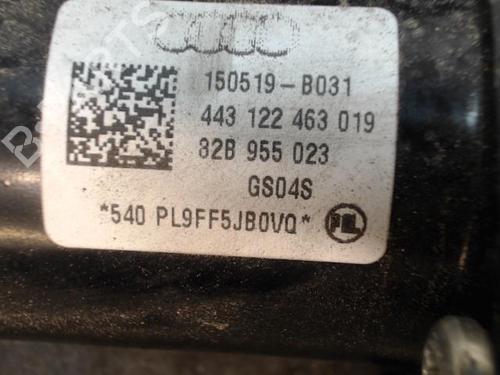 150519-B031
443 122 463 019
82B 955 023
GS04S
*540 PL9FF5JB0VQ*